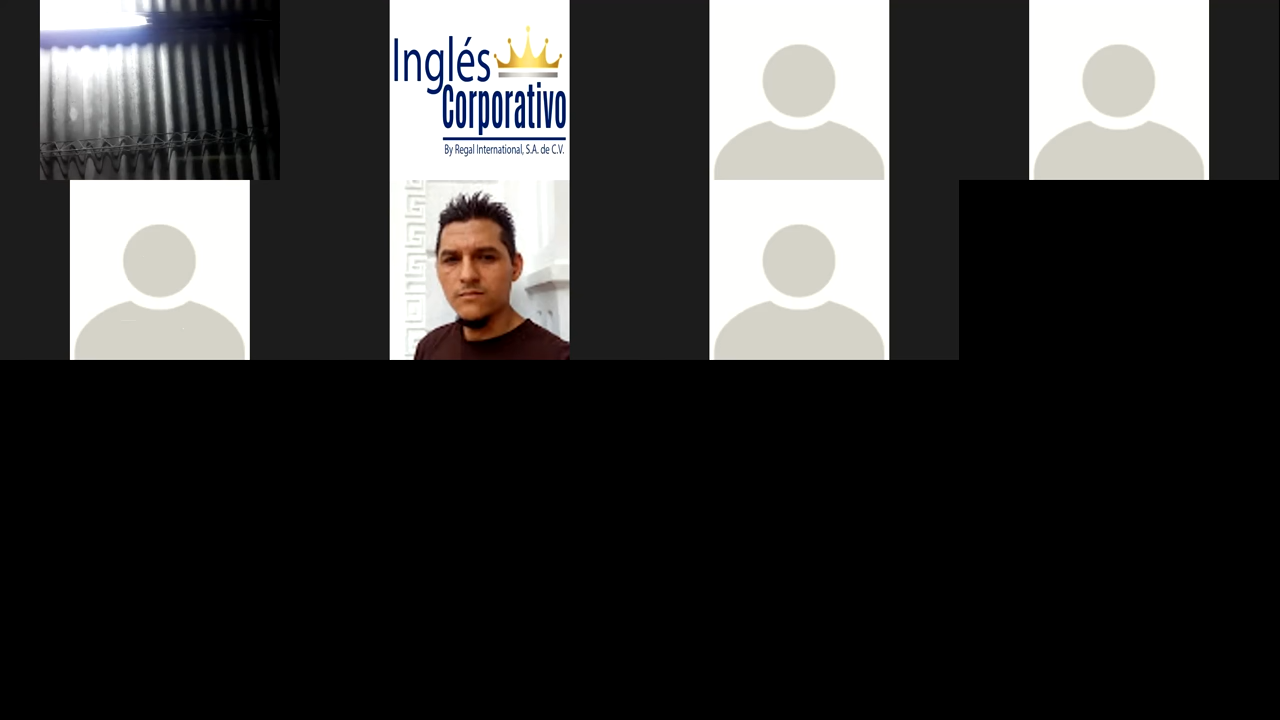 Inglés
Corporativo
By Regal International, S.A. de C.V.